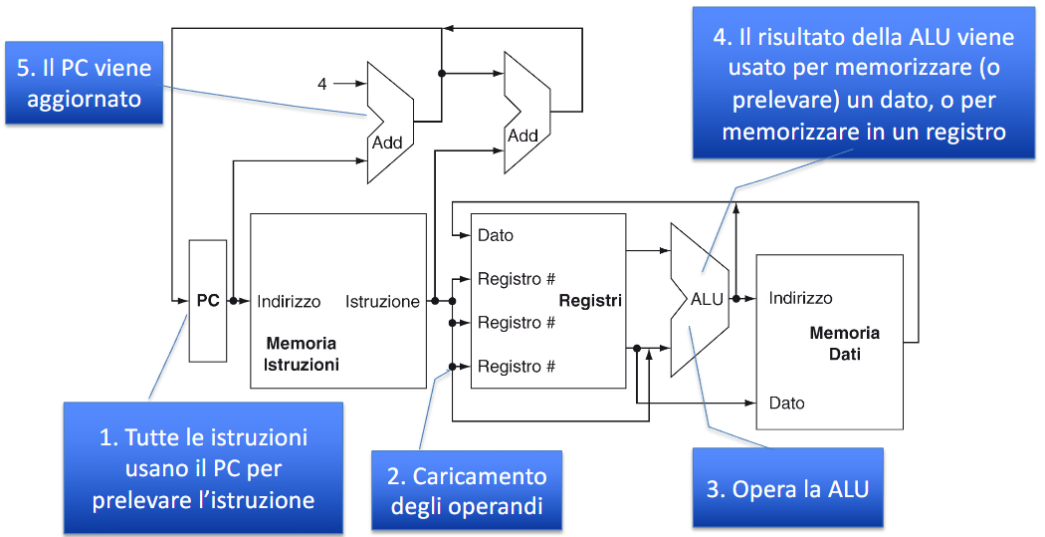 5. Il PC viene
aggiornato
4
Add
Add
4. Il risultato della ALU viene
usato per memorizzare (o
prelevare) un dato, o per
memorizzare in un registro
PC
Indirizzo
Istruzione
Memoria
Istruzioni
Dato
Registro #
Registri
Registro #
Registro #
ALU
Indirizzo
Memoria
Dati
Dato
1. Tutte le istruzioni
usano il PC per
prelevare l’istruzione
2. Caricamento
degli operandi
3. Opera la ALU